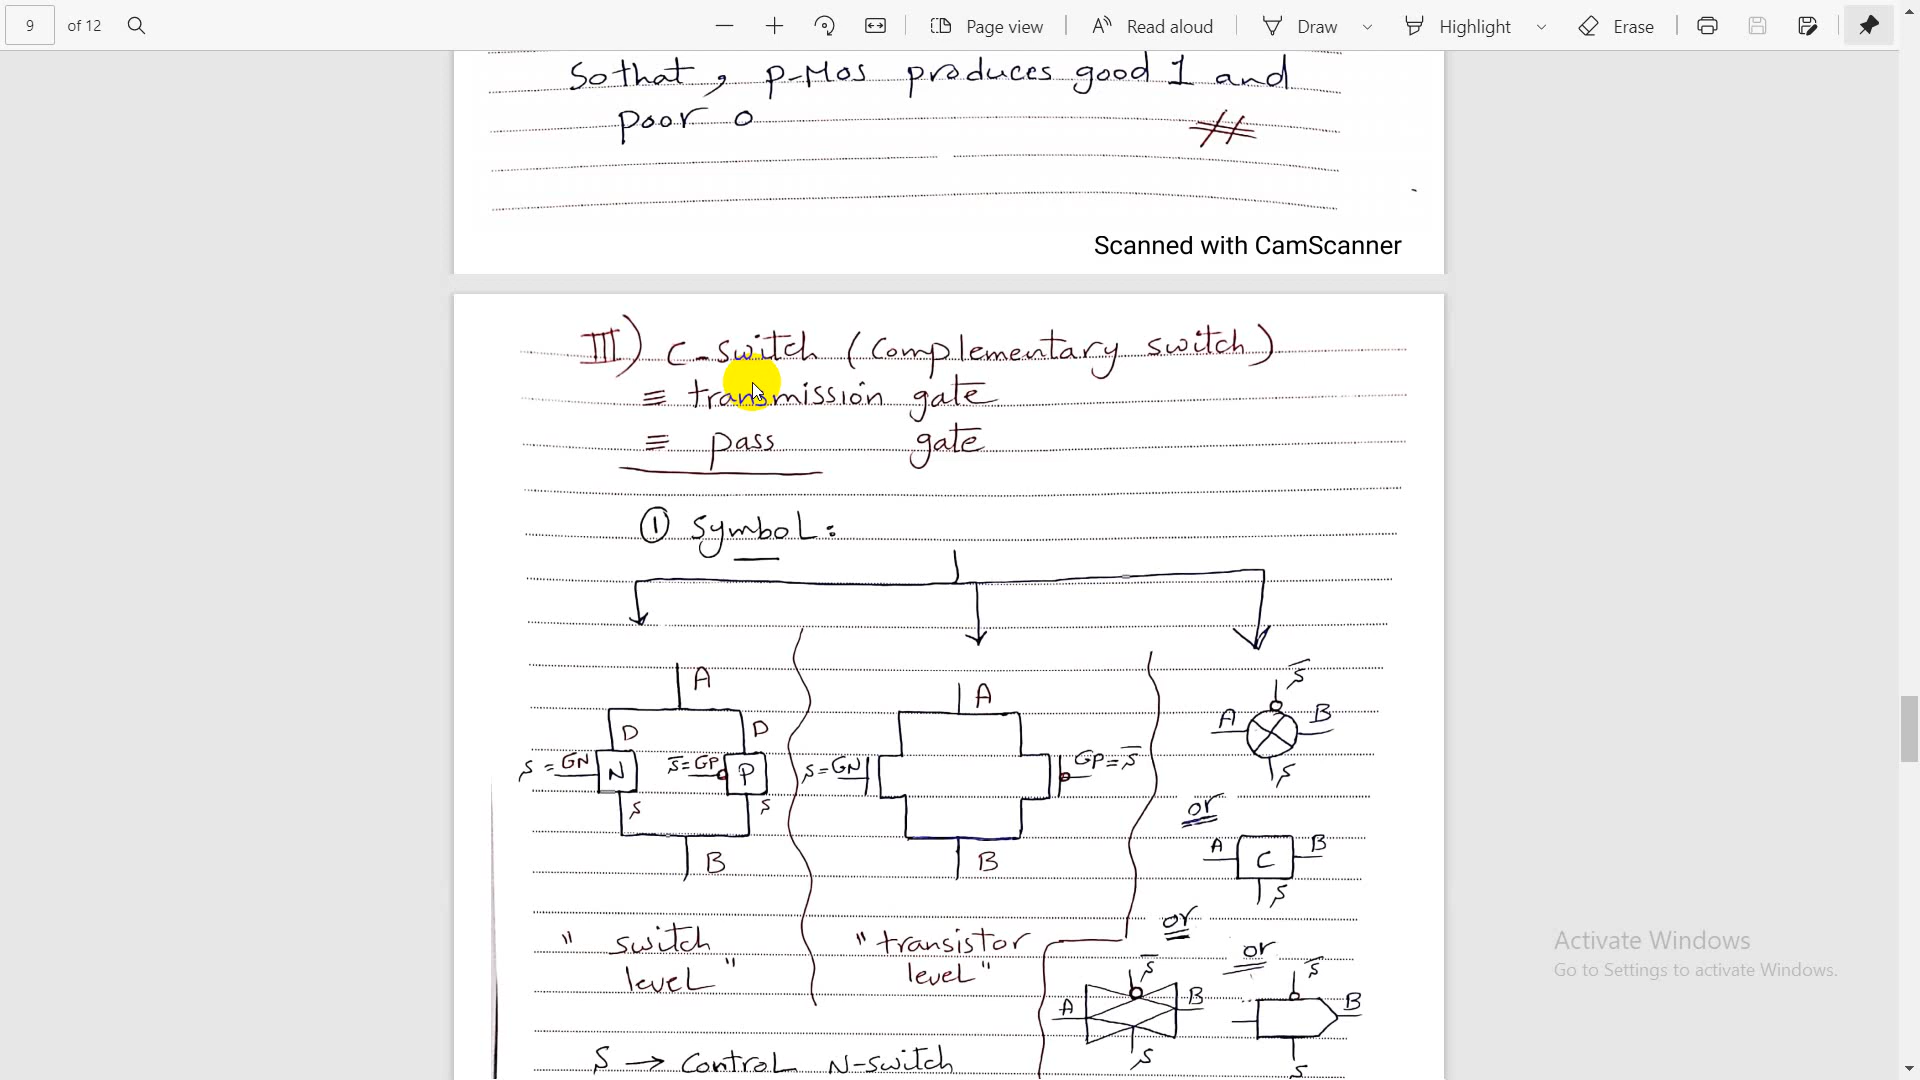 9 of 12
Page view
Read aloud
Draw
Highlight
Erase
So that , p-Mos produces good 1 and
poor 0
Scanned with CamScanner
III) C-switch (Complementary switch)
≡ transmission gate
≡ pass gate
① Symbol:
A
D D
S = GN N S̅=GP P
S S
B
" switch
level "
A
S=GN GP=S̅
B
" transistor
level "
S̅
A B
S
or
A C B
S
or
S̅
A B
S
or
S̅
B
S
S → Control N-switch
Activate Windows
Go to Settings to activate Windows.